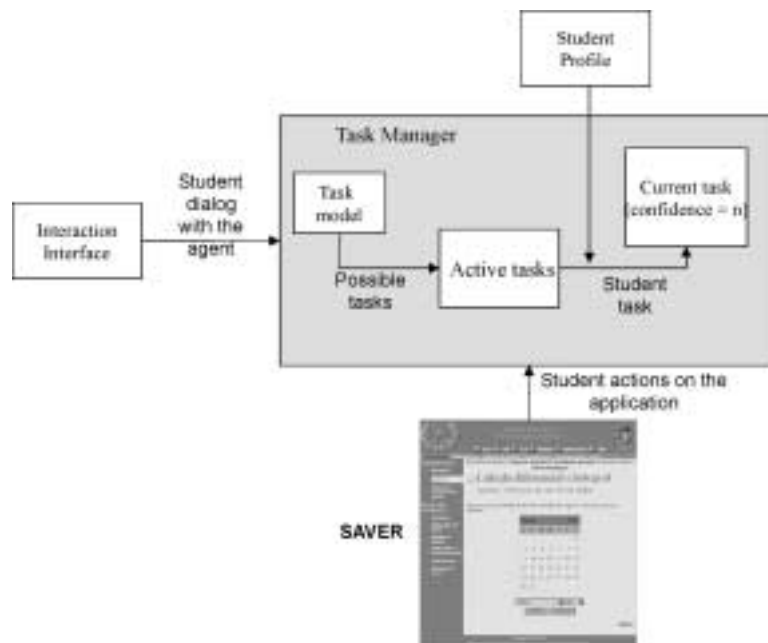 Student
Profile
Task Manager
Student
dialog
with the
agent
Task
model
Current task
[confidence = n]
Interaction
Interface
Active tasks
Possible
tasks
Student
task
Student actions on the
application
SAVER